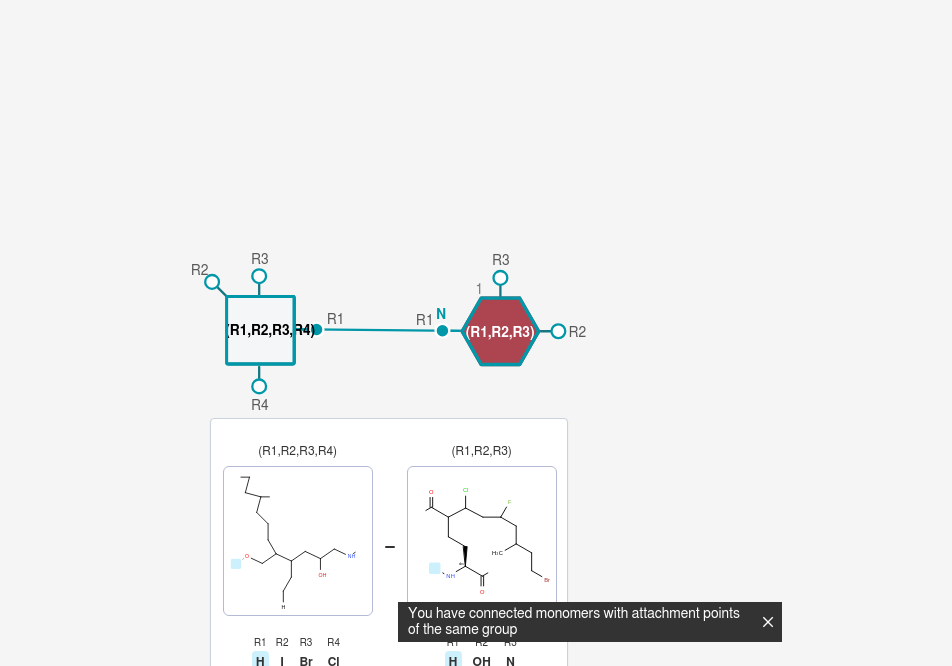 R3
R2
R3
1
N
R1
R1
(R1,R2,R3,R4)
(R1,R2,R3)
R2
R4
(R1,R2,R3,R4)
(R1,R2,R3)
Cl
O
F
H₃C
O
NH
abs
NH
OH
Br
O
H
You have connected monomers with attachment points
of the same group
R1 R2 R3 R4
R1 R2 R3
H I Br Cl
H OH N